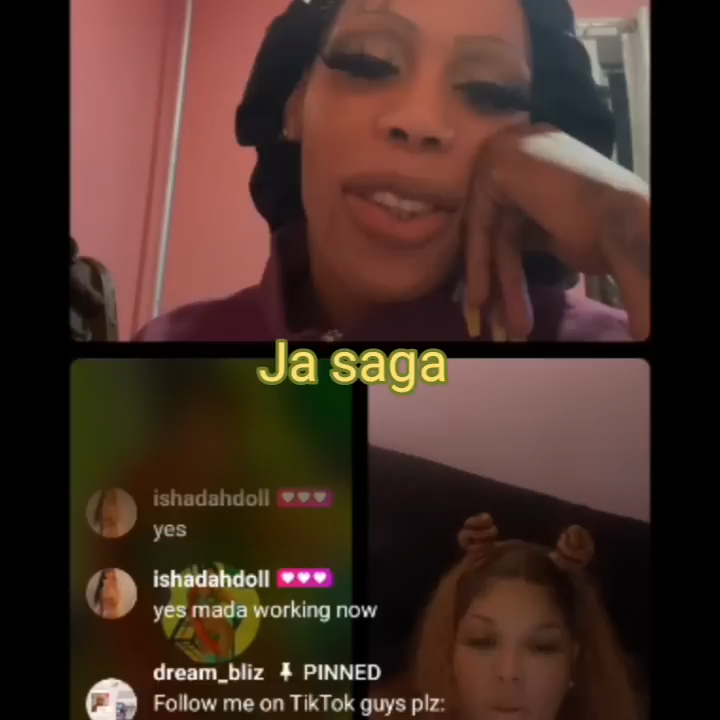 Ja saga
ishadahdoll
yes
ishadahdoll
yes mada working now
dream_bliz PINNED
Follow me on TikTok guys plz: